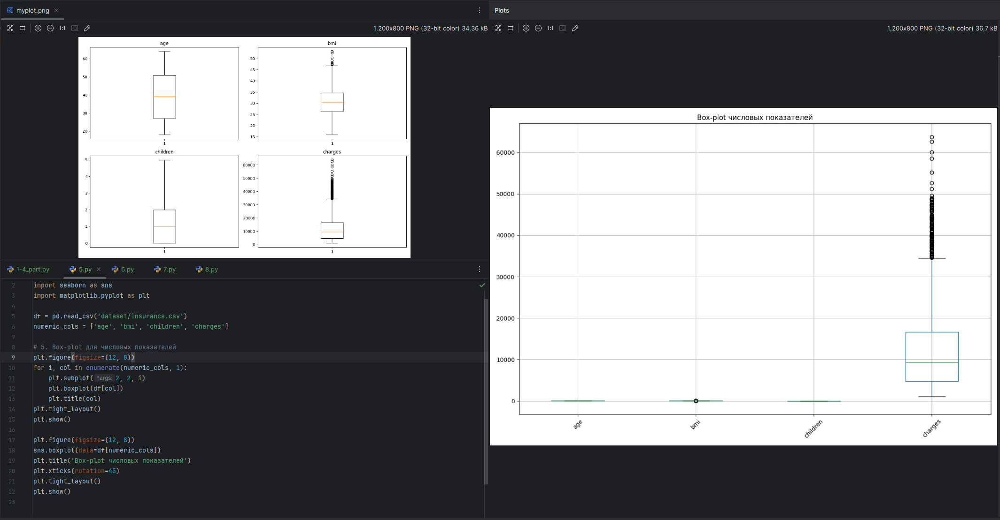 myplot.png
1:1
1,200x800 PNG (32-bit color) 34,36 kB
age
60
50
40
30
20
1
bmi
50
45
40
35
30
25
20
15
1
children
5
4
3
2
1
0
1
charges
60000
50000
40000
30000
20000
10000
0
1
1-4_part.py
5.py
6.py
7.py
8.py
2 import seaborn as sns
3 import matplotlib.pyplot as plt
4
5 df = pd.read_csv('dataset/insurance.csv')
6 numeric_cols = ['age', 'bmi', 'children', 'charges']
7
8 # 5. Box-plot для числовых показателей
9 plt.figure(figsize=(12, 8))
10 for i, col in enumerate(numeric_cols, 1):
11 plt.subplot( *args: 2, 2, i)
12 plt.boxplot(df[col])
13 plt.title(col)
14 plt.tight_layout()
15 plt.show()
16
17 plt.figure(figsize=(12, 8))
18 sns.boxplot(data=df[numeric_cols])
19 plt.title('Box-plot числовых показателей')
20 plt.xticks(rotation=45)
21 plt.tight_layout()
22 plt.show()
23
Plots
1:1
1,200x800 PNG (32-bit color) 36,7 kB
Box-plot числовых показателей
60000
50000
40000
30000
20000
10000
0
age
bmi
children
charges